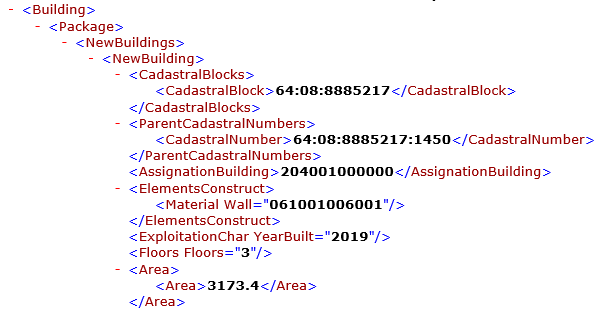 - <Building>
- <Package>
- <NewBuildings>
- <NewBuilding>
- <CadastralBlocks>
<CadastralBlock>64:08:8885217</CadastralBlock>
</CadastralBlocks>
- <ParentCadastralNumbers>
<CadastralNumber>64:08:8885217:1450</CadastralNumber>
</ParentCadastralNumbers>
<AssignationBuilding>204001000000</AssignationBuilding>
- <ElementsConstruct>
<Material Wall="061001006001"/>
</ElementsConstruct>
<ExploitationChar YearBuilt="2019"/>
<Floors Floors="3"/>
- <Area>
<Area>3173.4</Area>
</Area>